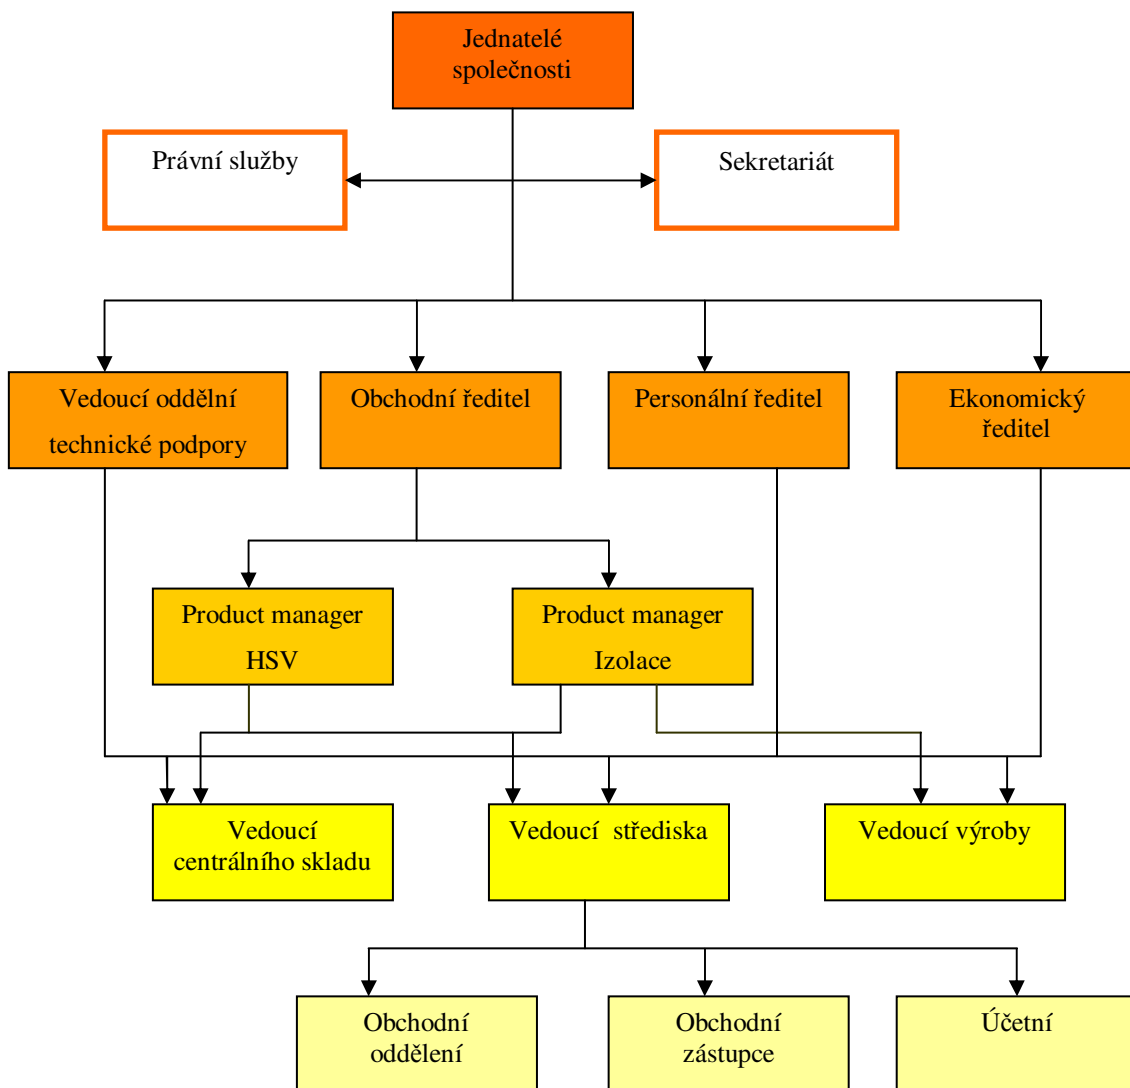 Jednatelé
společnosti
Právní služby
Sekretariát
Vedoucí oddělní
technické podpory
Obchodní ředitel
Personální ředitel
Ekonomický
ředitel
Product manager
HSV
Product manager
Izolace
Vedoucí
centrálního skladu
Vedoucí  střediska
Vedoucí výroby
Obchodní
oddělení
Obchodní
zástupce
Účetní